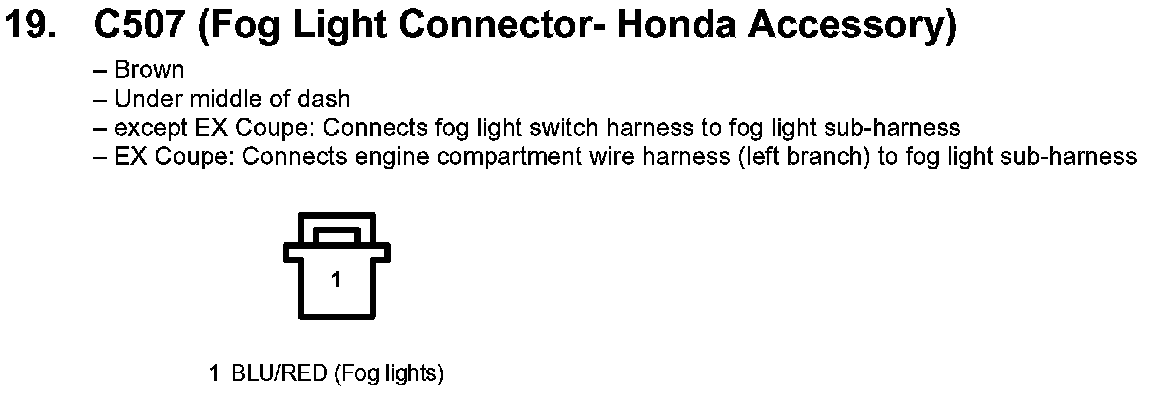 19. C507 (Fog Light Connector- Honda Accessory)
– Brown
– Under middle of dash
– except EX Coupe: Connects fog light switch harness to fog light sub-harness
– EX Coupe: Connects engine compartment wire harness (left branch) to fog light sub-harness
1
1 BLU/RED (Fog lights)